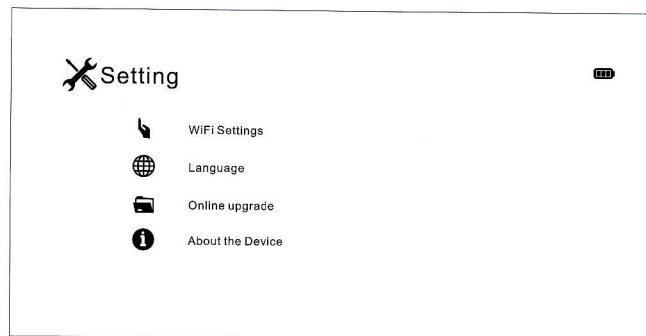 Setting
WiFi Settings
Language
Online upgrade
About the Device